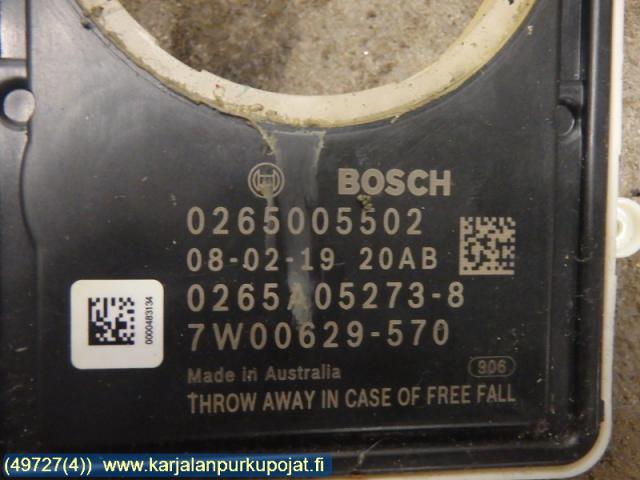 BOSCH
0265005502
08-02-19 20AB
0265A05273-8
7W00629-570
0000483134
Made in Australia
906
THROW AWAY IN CASE OF FREE FALL
(49727(4)) www.karjalanpurkupojat.fi